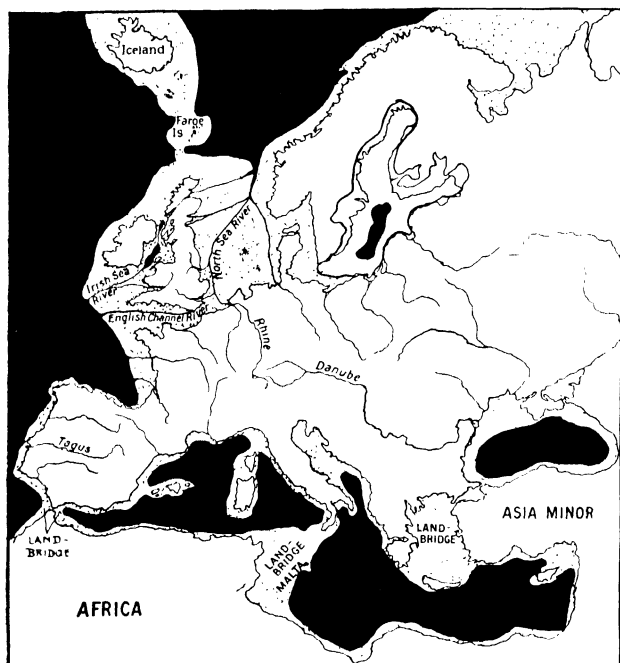 Iceland
Faroe
Is
North Sea River
Irish Sea
River
English Channel River
Rhine
Danube
Tagus
LAND-
BRIDGE
LAND-
BRIDGE
MALTA
LAND-
BRIDGE
ASIA MINOR
AFRICA